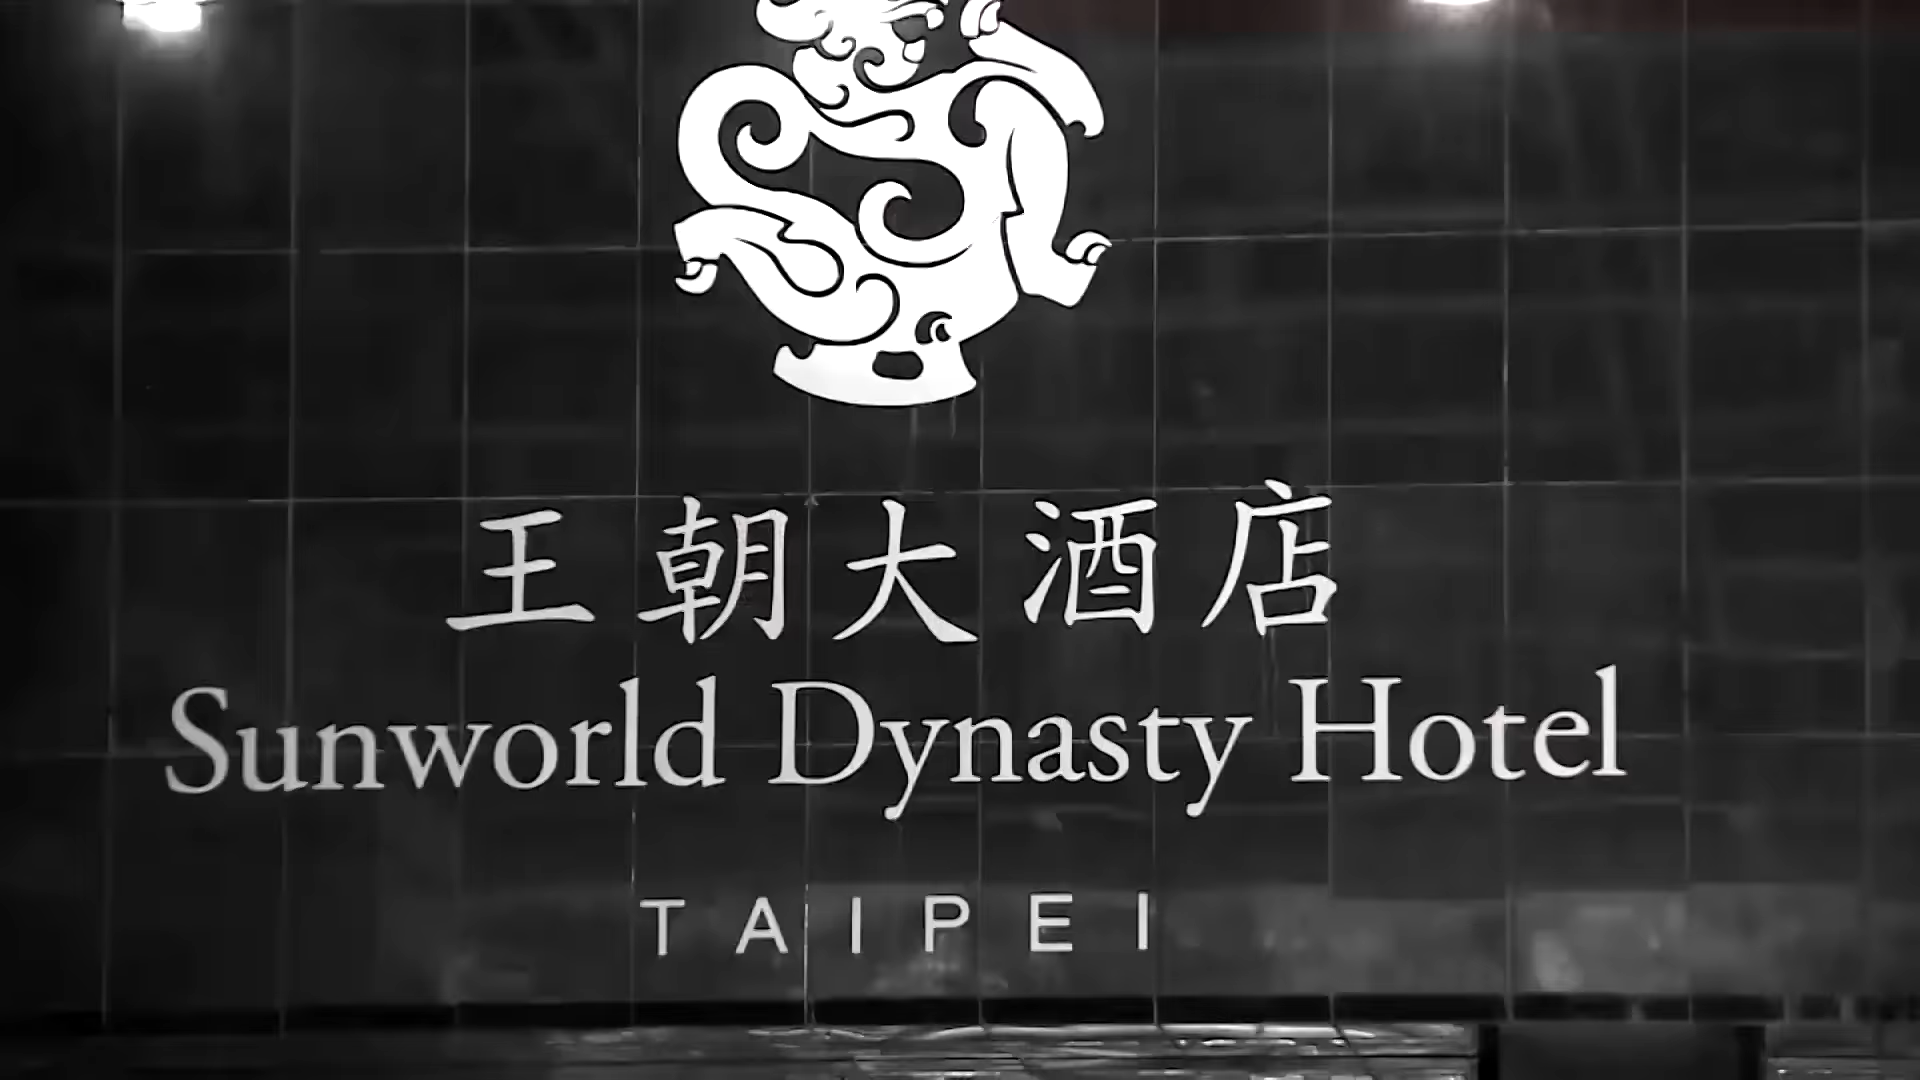 王朝大酒店
Sunworld Dynasty Hotel
TAIPEI